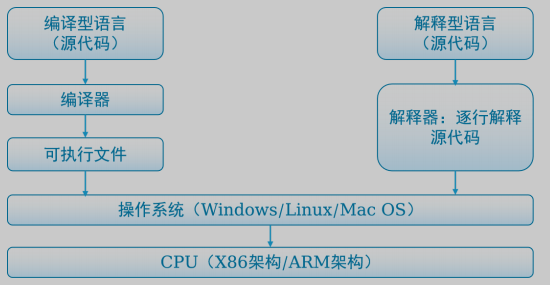 编译型语言
（源代码）
编译器
可执行文件
解释型语言
（源代码）
解释器：逐行解释
源代码
操作系统（Windows/Linux/Mac OS）
CPU（X86架构/ARM架构）